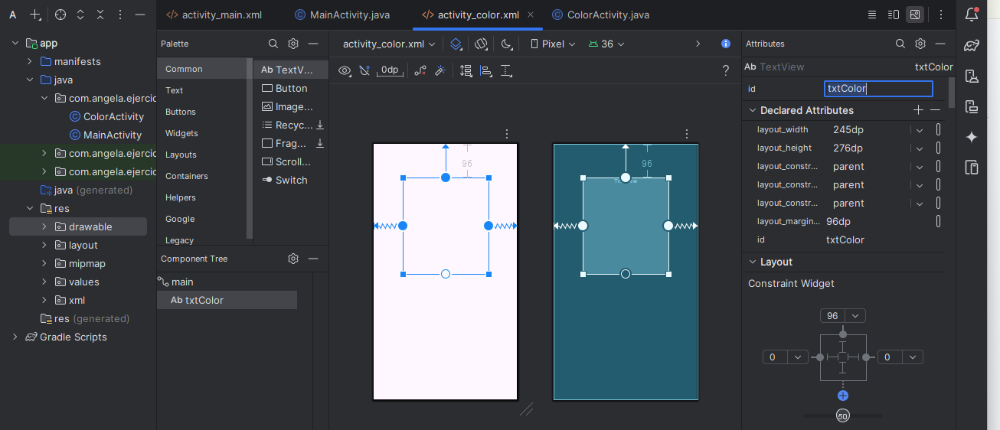 A
activity_main.xml
MainActivity.java
activity_color.xml
ColorActivity.java
app
manifests
java
com.angela.ejercic
ColorActivity
MainActivity
com.angela.ejercic
com.angela.ejercic
java (generated)
res
drawable
layout
mipmap
values
xml
res (generated)
Gradle Scripts
Palette
Common
Text
Buttons
Widgets
Layouts
Containers
Helpers
Google
Legacy
Ab TextV...
Button
Image...
Recyc...
Frag...
Scroll...
Switch
Component Tree
main
Ab txtColor
activity_color.xml
Pixel
36
0dp
?
96
96
Attributes
Ab TextView
txtColor
id
txtColor
Declared Attributes
layout_width
245dp
layout_height
276dp
layout_constr...
parent
layout_constr...
parent
layout_constr...
parent
layout_margin...
96dp
id
txtColor
Layout
Constraint Widget
96
0
0
50